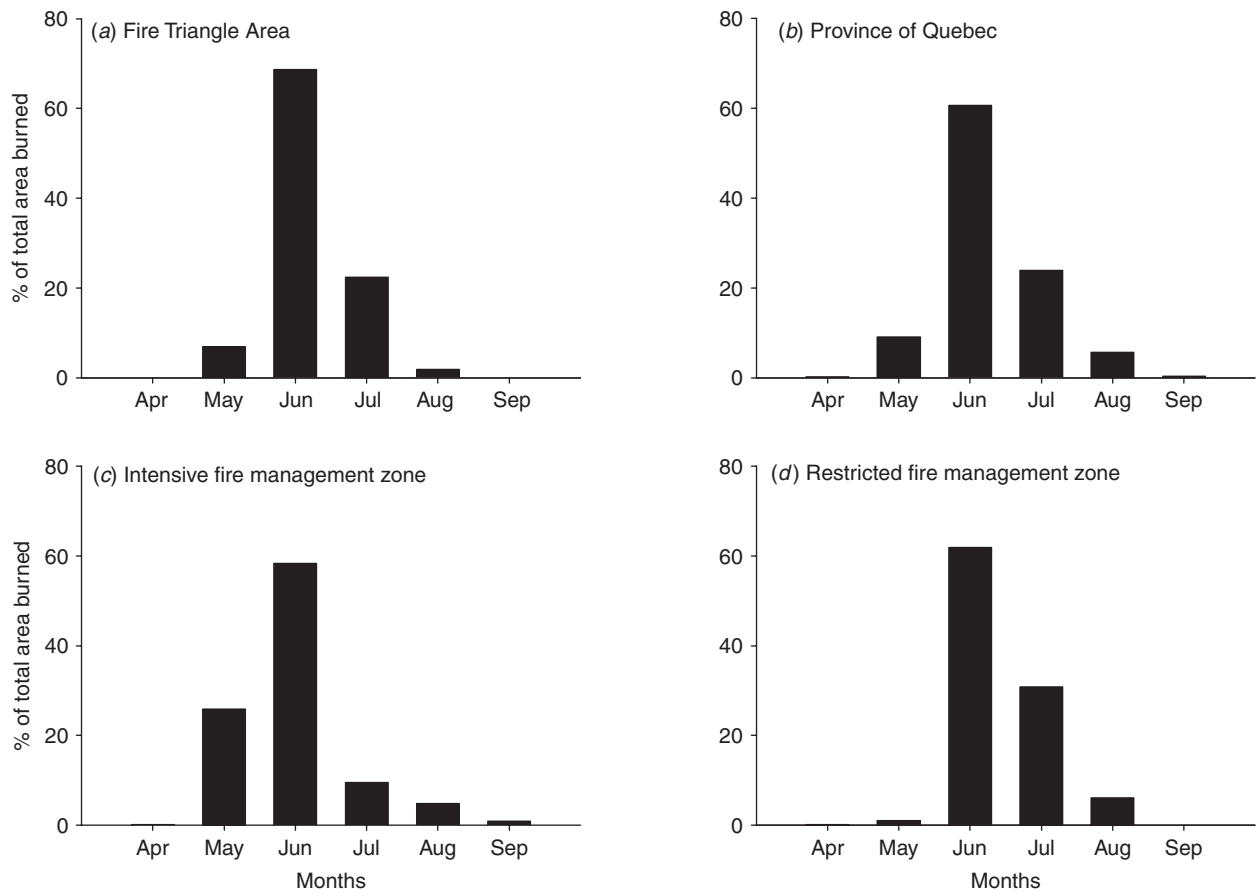 (a) Fire Triangle Area
% of total area burned
80
60
40
20
0
Apr May Jun Jul Aug Sep
(b) Province of Quebec
80
60
40
20
0
Apr May Jun Jul Aug Sep
(c) Intensive fire management zone
% of total area burned
80
60
40
20
0
Apr May Jun Jul Aug Sep
Months
(d) Restricted fire management zone
80
60
40
20
0
Apr May Jun Jul Aug Sep
Months